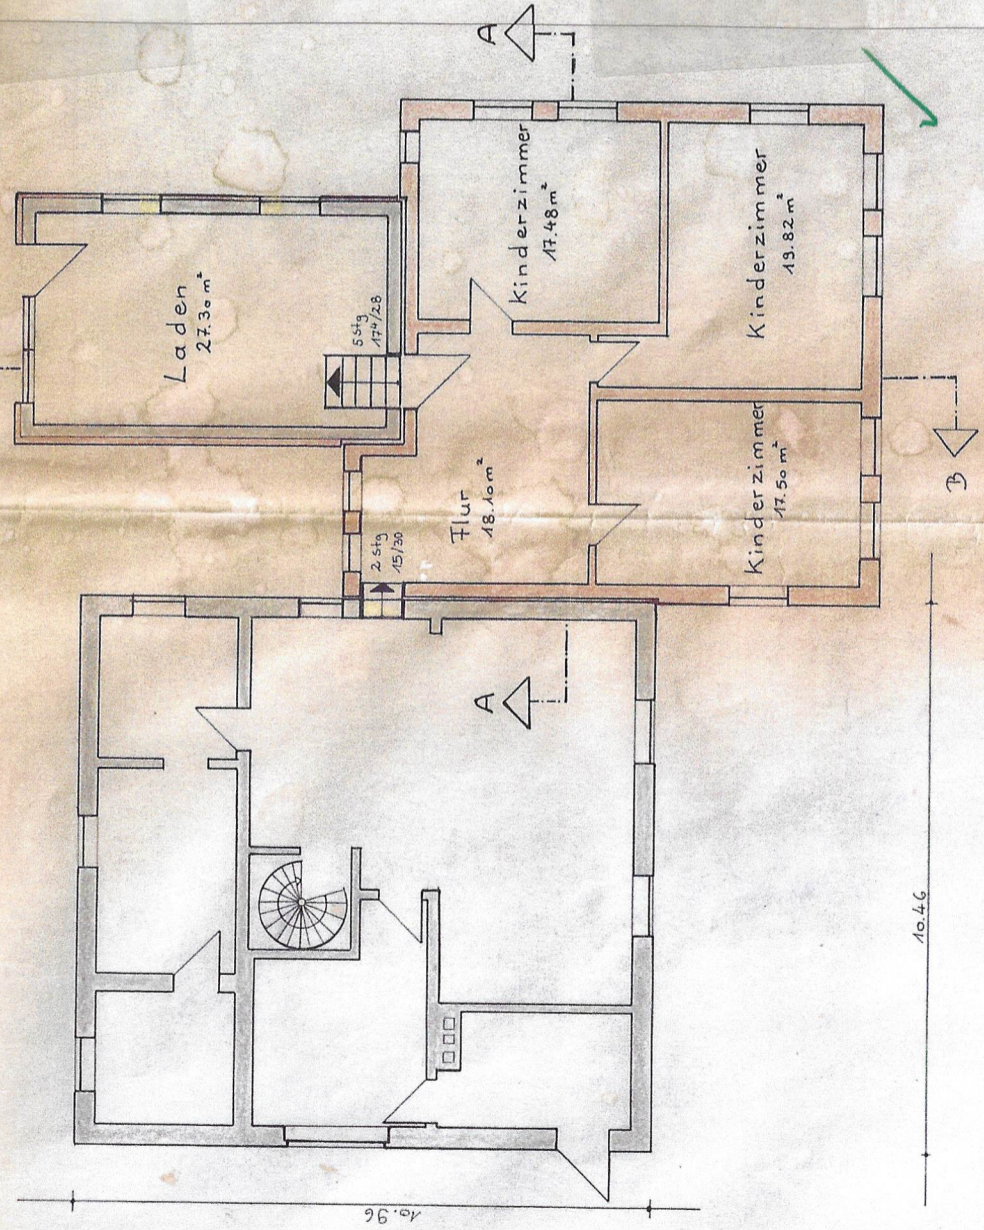 A
Laden
27.30 m²
5 Stg
17⁴/28
Kinderzimmer
17.48 m²
Kinderzimmer
19.82 m²
Flur
18.10 m²
2 Stg
15/30
Kinderzimmer
17.50 m²
B
A
10.46
10.96